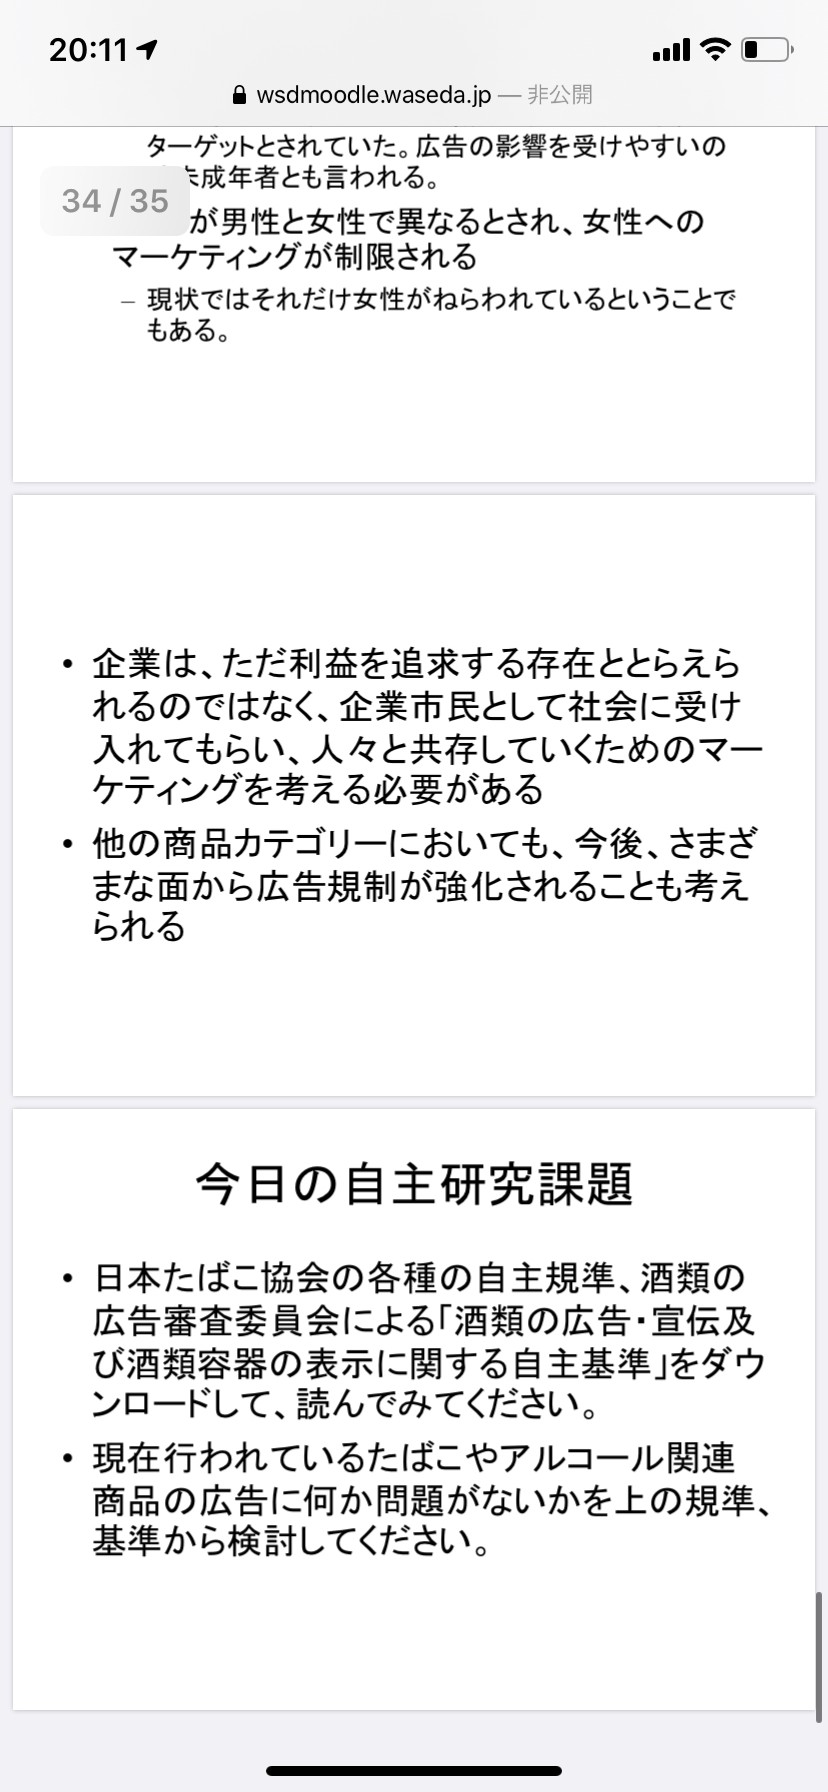 20:11
wsdmoodle.waseda.jp — 非公開
ターゲットとされていた。広告の影響を受けやすいの
未成年者とも言われる。
34 / 35
が男性と女性で異なるとされ、女性への
マーケティングが制限される
– 現状ではそれだけ女性がねらわれているということで
もある。
• 企業は、ただ利益を追求する存在ととらえら
れるのではなく、企業市民として社会に受け
入れてもらい、人々と共存していくためのマー
ケティングを考える必要がある
• 他の商品カテゴリーにおいても、今後、さまざ
まな面から広告規制が強化されることも考え
られる
今日の自主研究課題
• 日本たばこ協会の各種の自主規準、酒類の
広告審査委員会による「酒類の広告・宣伝及
び酒類容器の表示に関する自主基準」をダウ
ンロードして、読んでみてください。
• 現在行われているたばこやアルコール関連
商品の広告に何か問題がないかを上の規準、
基準から検討してください。